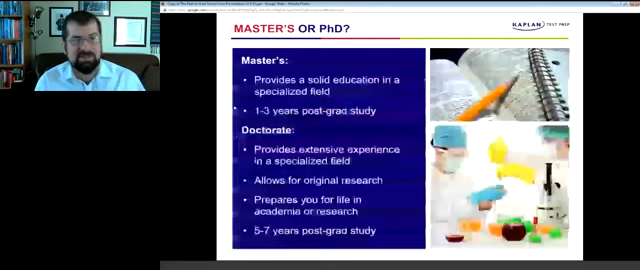 MASTER'S OR PhD?
KAPLAN TEST PREP
Master's:
• Provides a solid education in a
specialized field
• 1-3 years post-grad study
Doctorate:
• Provides extensive experience
in a specialized field
• Allows for original research
• Prepares you for life in
academia or research
• 5-7 years post-grad study